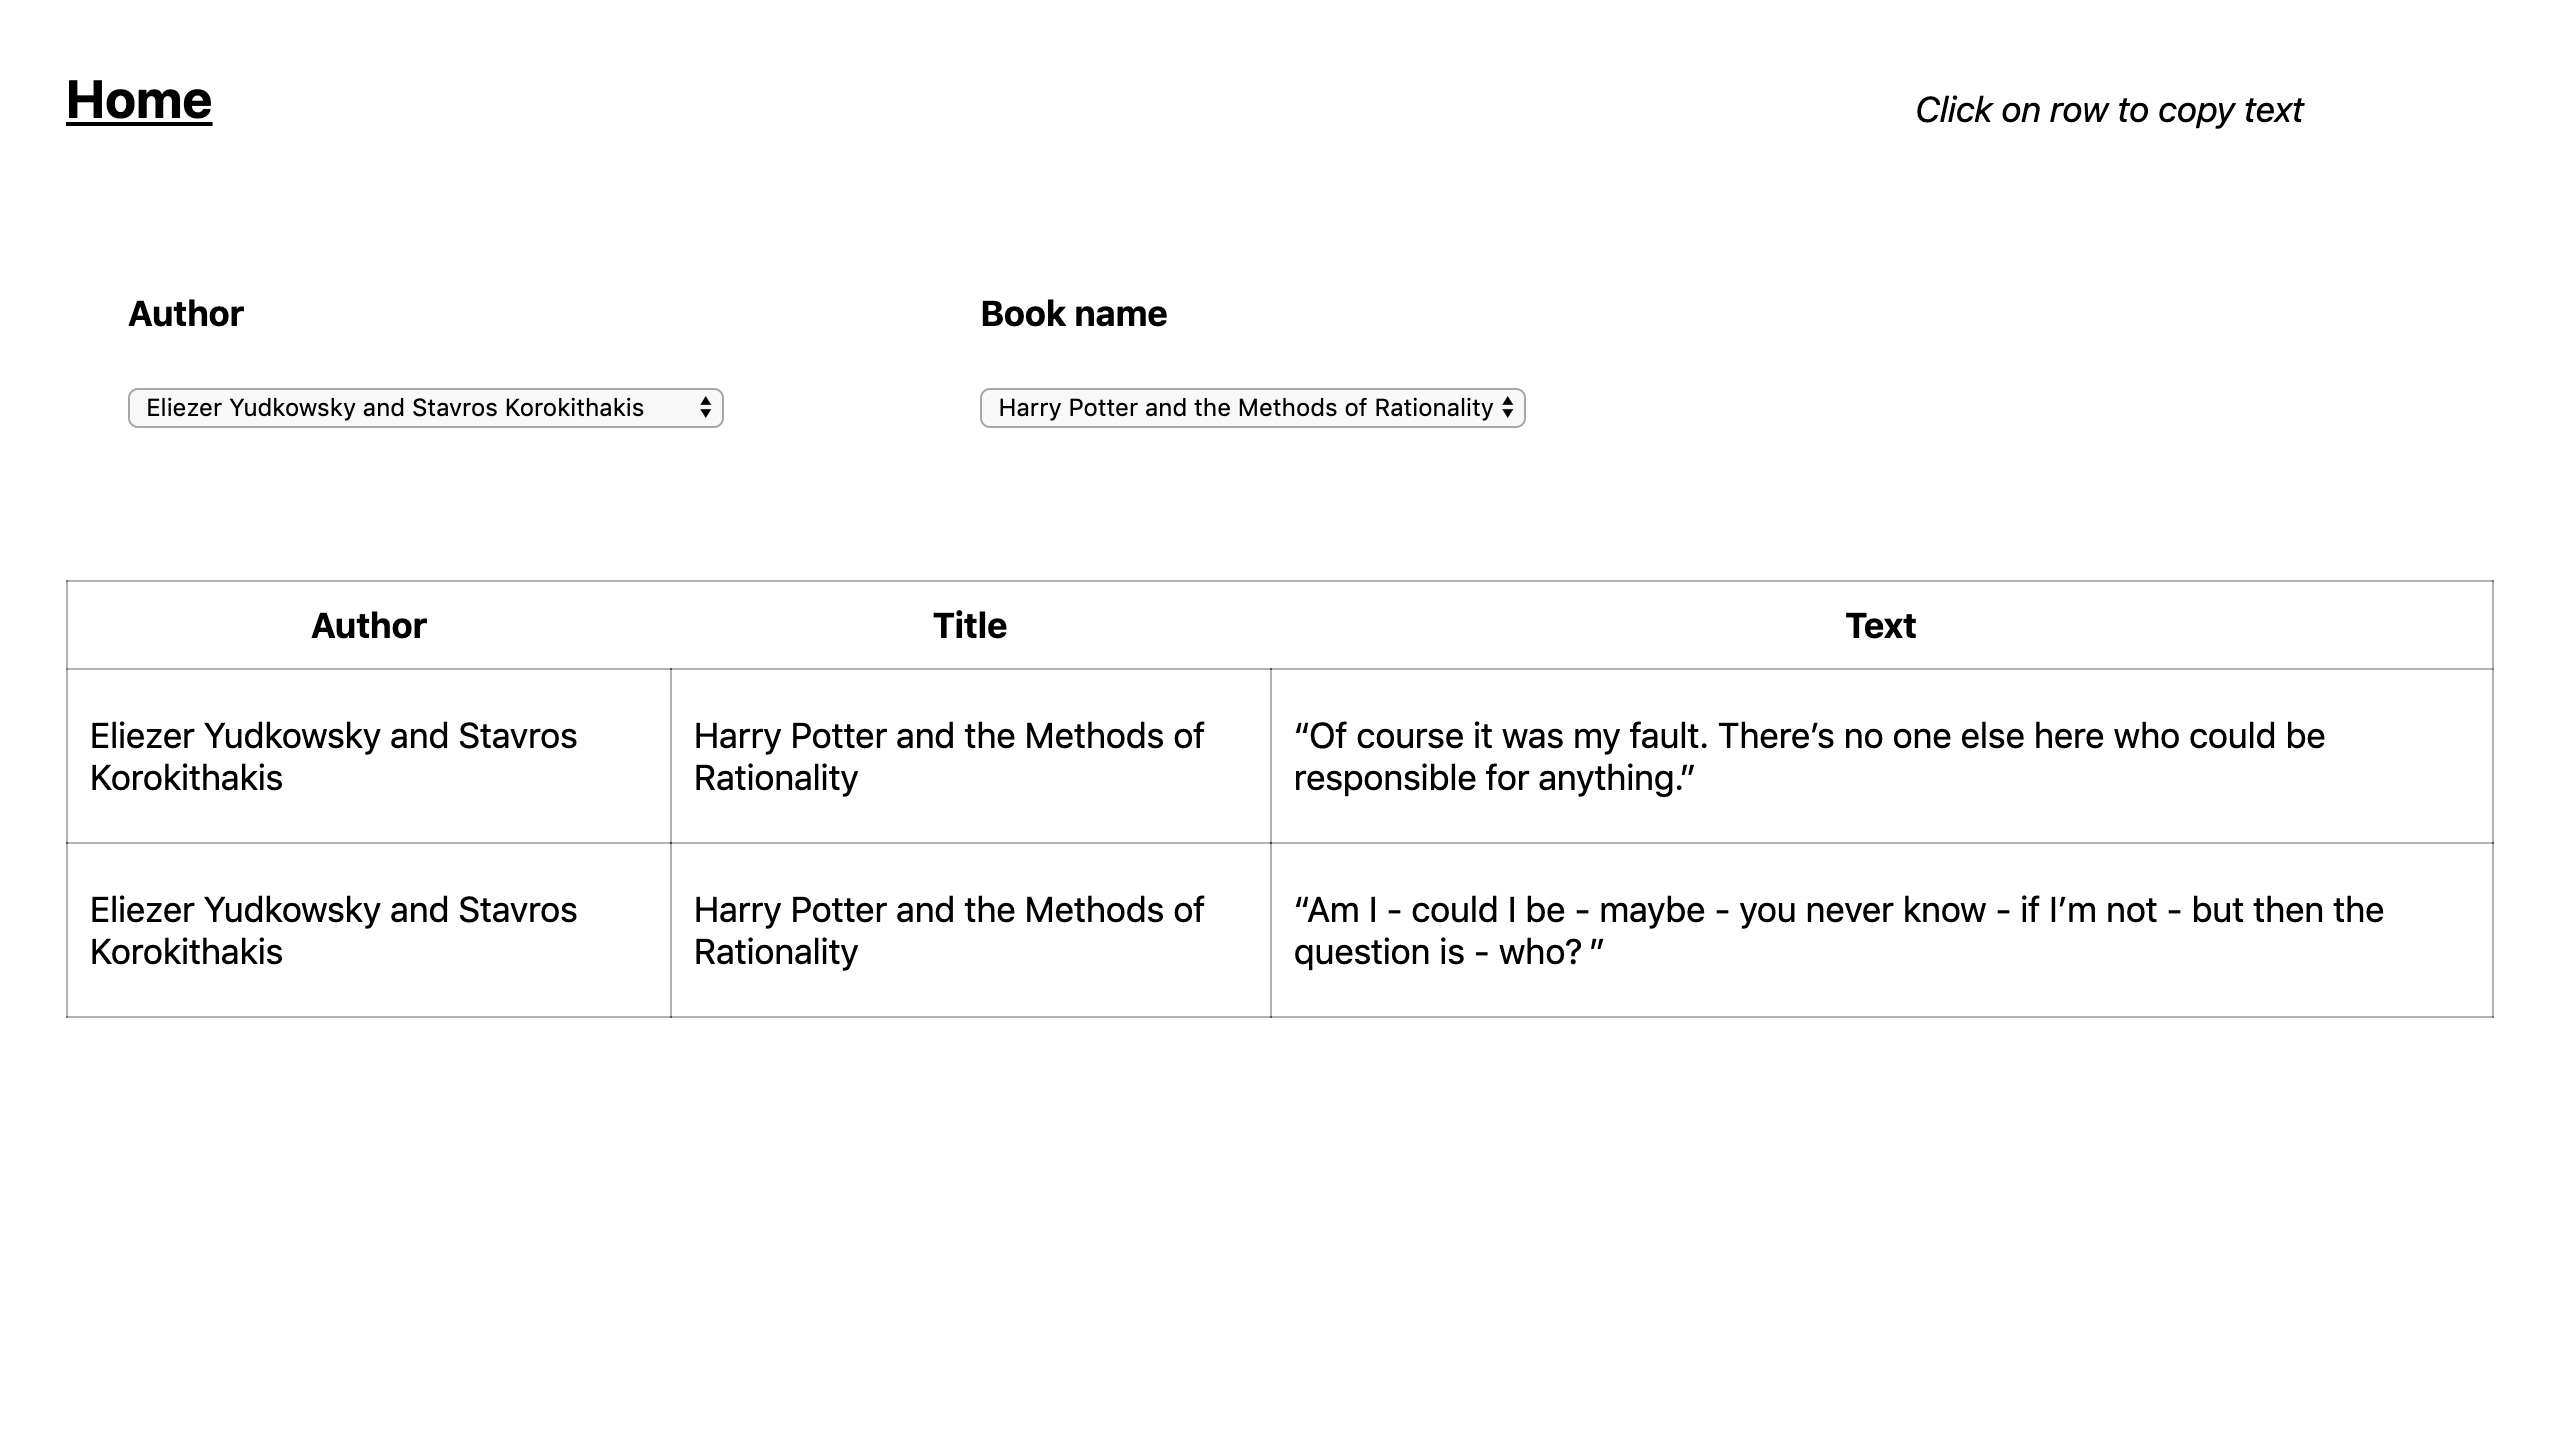 Home
Click on row to copy text
Author
Book name
Eliezer Yudkowsky and Stavros Korokithakis
Harry Potter and the Methods of Rationality
Author
Title
Text
Eliezer Yudkowsky and Stavros
Korokithakis
Harry Potter and the Methods of
Rationality
“Of course it was my fault. There’s no one else here who could be
responsible for anything.”
Eliezer Yudkowsky and Stavros
Korokithakis
Harry Potter and the Methods of
Rationality
“Am I - could I be - maybe - you never know - if I’m not - but then the
question is - who? ”